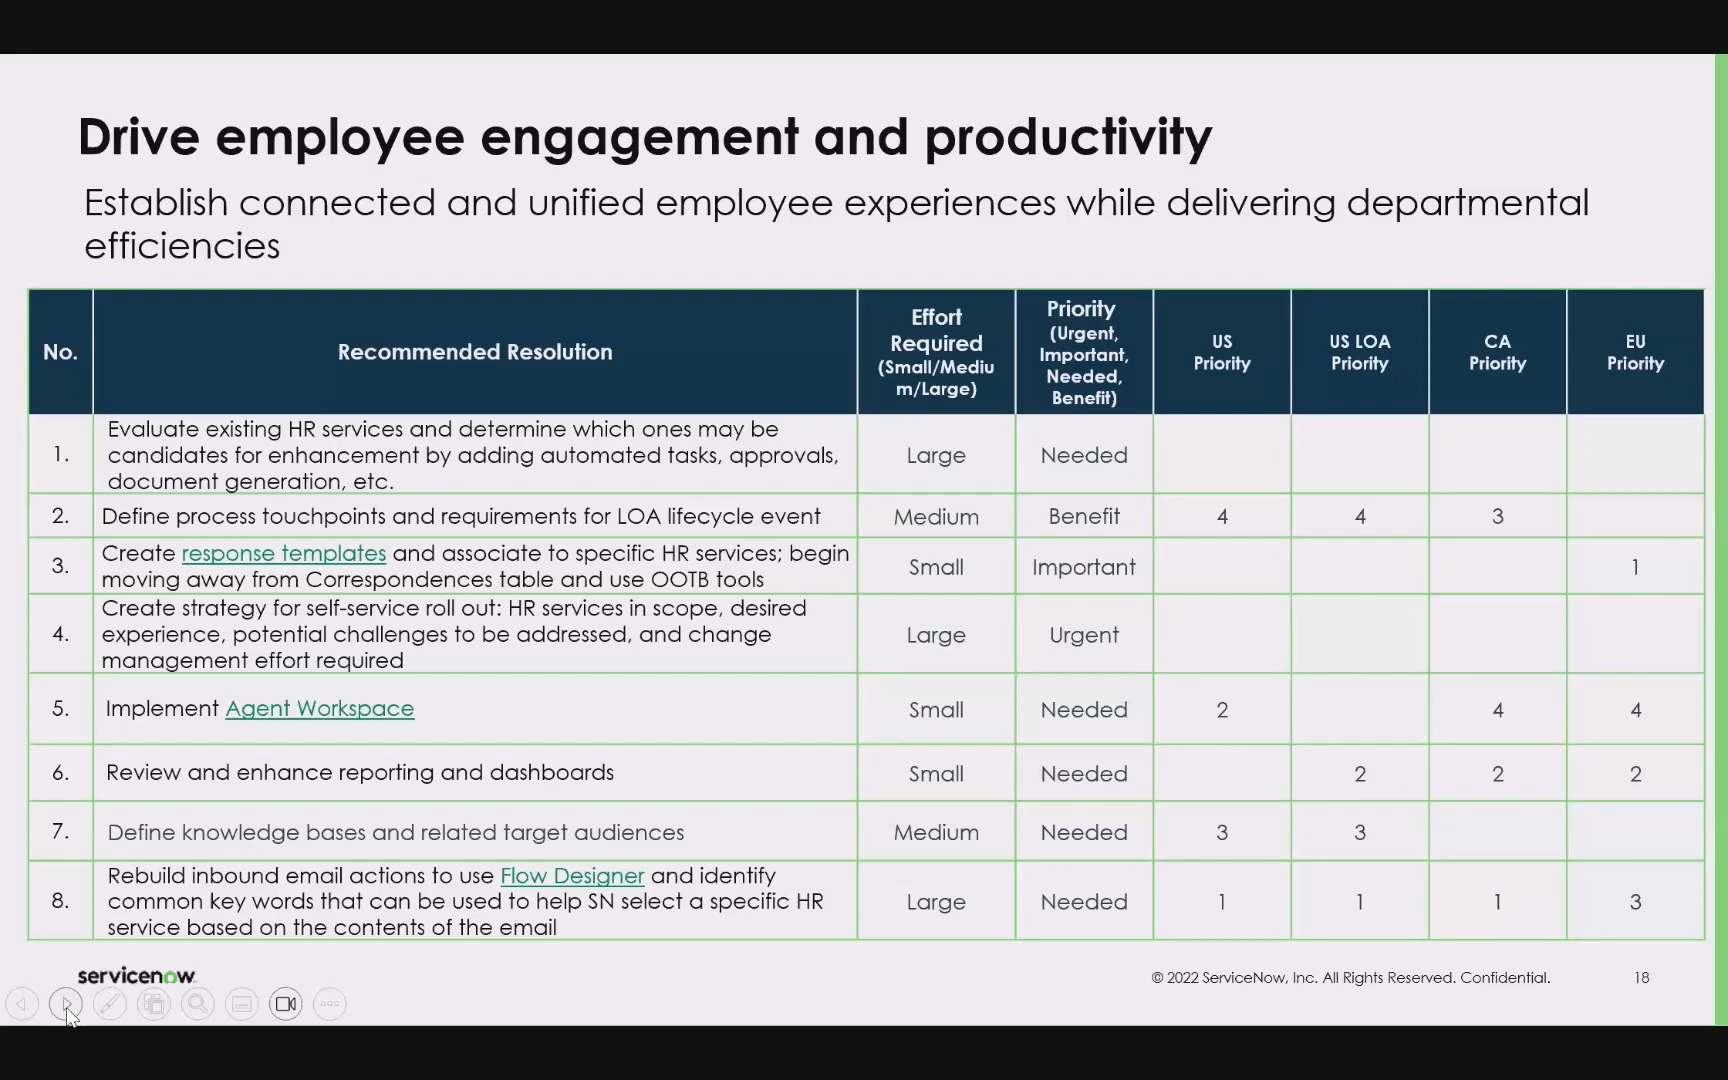 Drive employee engagement and productivity
Establish connected and unified employee experiences while delivering departmental
efficiencies
No.
Recommended Resolution
Effort
Required
(Small/Mediu
m/Large)
Priority
(Urgent,
Important,
Needed,
Benefit)
US
Priority
US LOA
Priority
CA
Priority
EU
Priority
1.
Evaluate existing HR services and determine which ones may be
candidates for enhancement by adding automated tasks, approvals,
document generation, etc.
Large
Needed
2.
Define process touchpoints and requirements for LOA lifecycle event
Medium
Benefit
4
4
3
3.
Create response templates and associate to specific HR services; begin
moving away from Correspondences table and use OOTB tools
Small
Important
1
4.
Create strategy for self-service roll out: HR services in scope, desired
experience, potential challenges to be addressed, and change
management effort required
Large
Urgent
5.
Implement Agent Workspace
Small
Needed
2
4
4
6.
Review and enhance reporting and dashboards
Small
Needed
2
2
2
7.
Define knowledge bases and related target audiences
Medium
Needed
3
3
8.
Rebuild inbound email actions to use Flow Designer and identify
common key words that can be used to help SN select a specific HR
service based on the contents of the email
Large
Needed
1
1
1
3
servicenow
© 2022 ServiceNow, Inc. All Rights Reserved. Confidential.
18